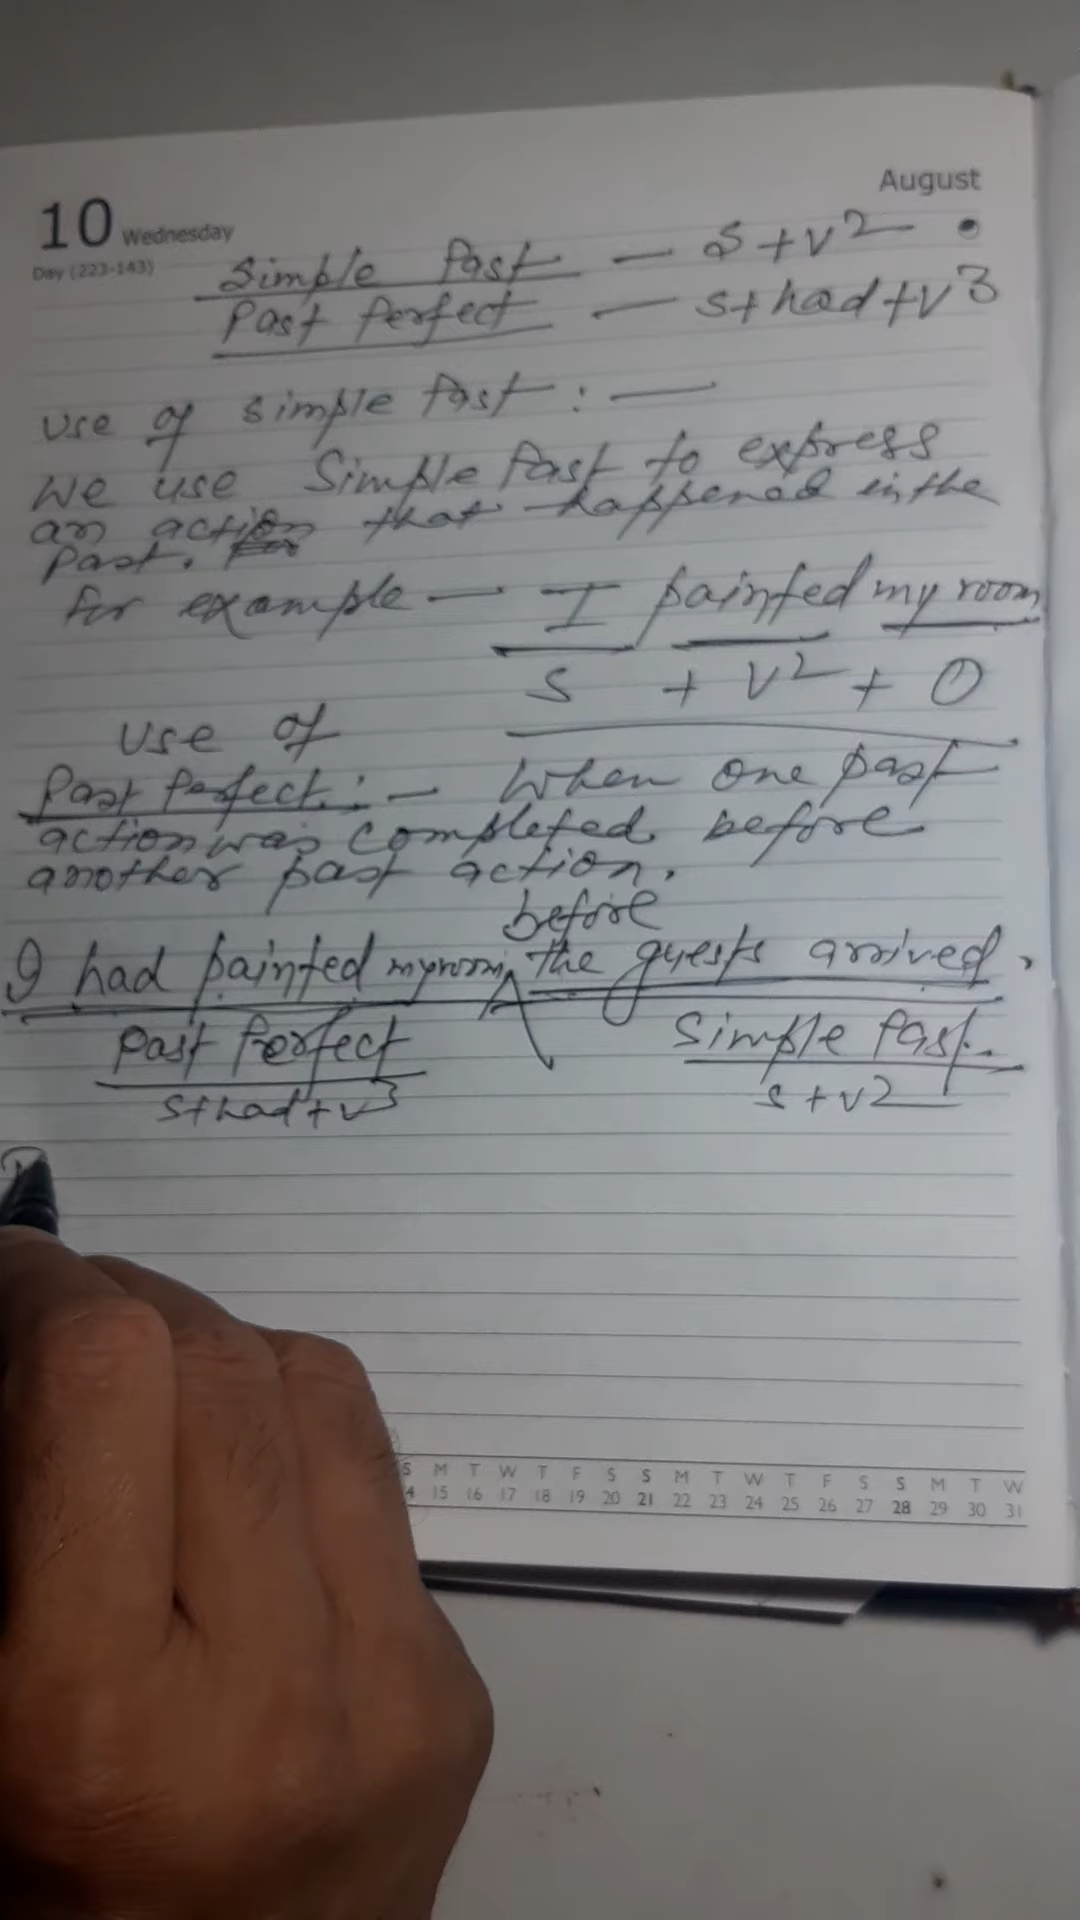 August
10 Wednesday
Day (223-143)
Simple Past — S + V2
Past Perfect — S + had + V3
Use of Simple Past : —
We use Simple Past to express
an action that happened in the
Past.
for example — I painted my room
S + V2 + O
Use of
Past Perfect : — When one past
action was completed before
another past action.
before
I had painted my room the guests arrived.
Past Perfect Simple Past.
S + had + V3 S + V2
S M T W T F S S M T W T F S S M T W
4 15 16 17 18 19 20 21 22 23 24 25 26 27 28 29 30 31